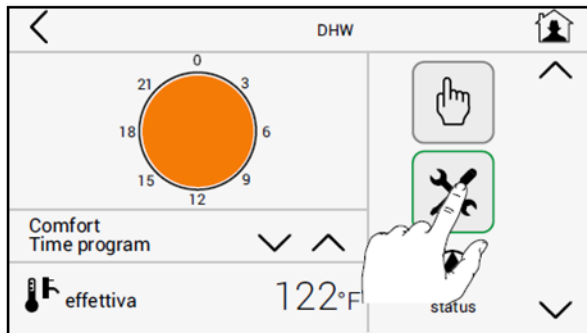 DHW
0
21
3
18
6
15
9
12
Comfort
Time program
effettiva
122°F
status